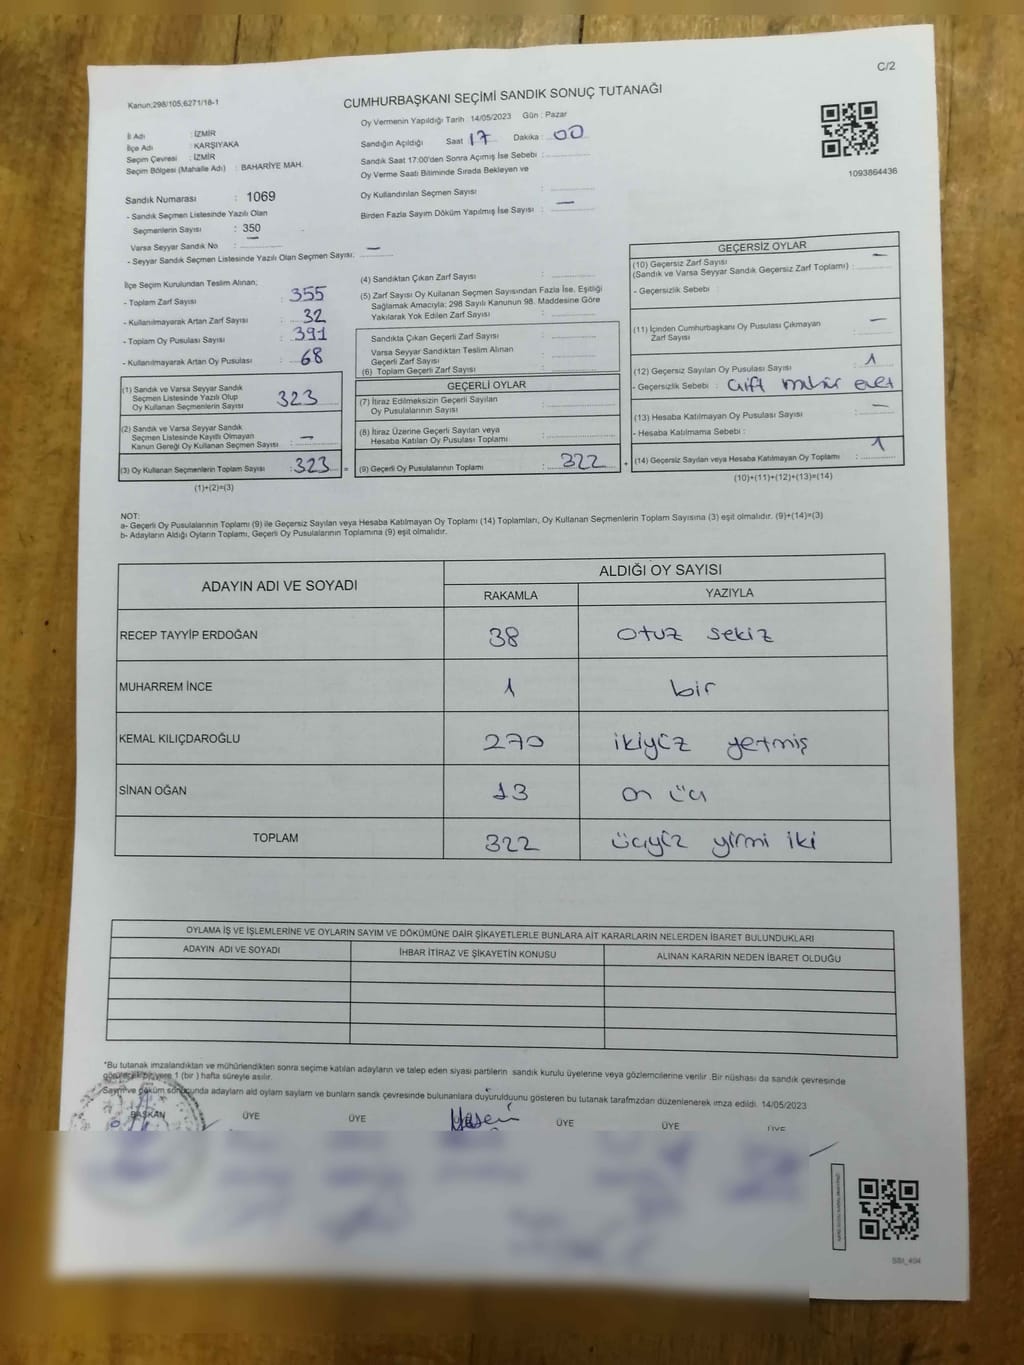 C/2
Kanun:298/105;6271/18-1
CUMHURBAŞKANI SEÇİMİ SANDIK SONUÇ TUTANAĞI
İl Adı : İZMİR
İlçe Adı : KARŞIYAKA
Seçim Çevresi : İZMİR
Seçim Bölgesi (Mahalle Adı) : BAHARİYE MAH.
Sandık Numarası : 1069
- Sandık Seçmen Listesinde Yazılı Olan
Seçmenlerin Sayısı : 350
Varsa Seyyar Sandık No : —
- Seyyar Sandık Seçmen Listesinde Yazılı Olan Seçmen Sayısı: —
Oy Vermenin Yapıldığı Tarih 14/05/2023 Gün : Pazar
Sandığın Açıldığı Saat 17 Dakika : 00
Sandık Saat 17:00'den Sonra Açımış İse Sebebi :
Oy Verme Saati Bitiminde Sırada Bekleyen ve
Oy Kullandırılan Seçmen Sayısı :
Birden Fazla Sayım Döküm Yapılmış İse Sayısı : —
1093864436
İlçe Seçim Kurulundan Teslim Alınan;
- Toplam Zarf Sayısı : 355
- Kullanılmayarak Artan Zarf Sayısı : 32
- Toplam Oy Pusulası Sayısı : 391
- Kullanılmayarak Artan Oy Pusulası : 68
(1) Sandık ve Varsa Seyyar Sandık
Seçmen Listesinde Yazılı Olup
Oy Kullanan Seçmenlerin Sayısı 323
(2) Sandık ve Varsa Seyyar Sandık
Seçmen Listesinde Kayıtlı Olmayan
Kanun Gereği Oy Kullanan Seçmen Sayısı : —
(3) Oy Kullanan Seçmenlerin Toplam Sayısı : 323 =
(1)+(2)=(3)
(4) Sandıktan Çıkan Zarf Sayısı :
(5) Zarf Sayısı Oy Kullanan Seçmen Sayısından Fazla İse, Eşitliği
Sağlamak Amacıyla; 298 Sayılı Kanunun 98. Maddesine Göre
Yakılarak Yok Edilen Zarf Sayısı :
Sandıkta Çıkan Geçerli Zarf Sayısı :
Varsa Seyyar Sandıktan Teslim Alınan
Geçerli Zarf Sayısı :
(6) Toplam Geçerli Zarf Sayısı :
GEÇERLİ OYLAR
(7) İtiraz Edilmeksizin Geçerli Sayılan
Oy Pusulalarının Sayısı :
(8) İtiraz Üzerine Geçerli Sayılan veya
Hesaba Katılan Oy Pusulası Toplamı :
(9) Geçerli Oy Pusulalarının Toplamı : 322 +
GEÇERSİZ OYLAR
(10) Geçersiz Zarf Sayısı —
(Sandık ve Varsa Seyyar Sandık Geçersiz Zarf Toplamı) :
- Geçersizlik Sebebi :
(11) İçinden Cumhurbaşkanı Oy Pusulası Çıkmayan —
Zarf Sayısı :
(12) Geçersiz Sayılan Oy Pusulası Sayısı : 1
- Geçersizlik Sebebi : Çift mühür evet
(13) Hesaba Katılmayan Oy Pusulası Sayısı : —
- Hesaba Katılmama Sebebi :
(14) Geçersiz Sayılan veya Hesaba Katılmayan Oy Toplamı : 1
(10)+(11)+(12)+(13)=(14)
NOT:
a- Geçerli Oy Pusulalarının Toplamı (9) ile Geçersiz Sayılan veya Hesaba Katılmayan Oy Toplamı (14) Toplamları, Oy Kullanan Seçmenlerin Toplam Sayısına (3) eşit olmalıdır. (9)+(14)=(3)
b- Adayların Aldığı Oyların Toplamı, Geçerli Oy Pusulalarının Toplamına (9) eşit olmalıdır.
ADAYIN ADI VE SOYADI
ALDIĞI OY SAYISI
RAKAMLA YAZIYLA
RECEP TAYYİP ERDOĞAN 38 otuz sekiz
MUHARREM İNCE 1 bir
KEMAL KILIÇDAROĞLU 270 ikiyüz yetmiş
SİNAN OĞAN 13 on üç
TOPLAM 322 üçyüz yirmi iki
OYLAMA İŞ VE İŞLEMLERİNE VE OYLARIN SAYIM VE DÖKÜMÜNE DAİR ŞİKAYETLERLE BUNLARA AİT KARARLARIN NELERDEN İBARET BULUNDUKLARI
ADAYIN ADI VE SOYADI İHBAR İTİRAZ VE ŞİKAYETİN KONUSU ALINAN KARARIN NEDEN İBARET OLDUĞU
*Bu tutanak imzalandıktan ve mühürlendikten sonra seçime katılan adayların ve talep eden siyasi partilerin sandık kurulu üyelerine veya gözlemcilerine verilir .Bir nüshası da sandık çevresinde
görülecek bir yere 1 (bir ) hafta süreyle asılır.
Sayım ve döküm sonucunda adayların ald oyların sayların ve bunların sandık çevresinde bulunanlara duyurulduunu gösteren bu tutanak tarafmzdan düzenlenerek imza edildi. 14/05/2023
BAŞKAN ÜYE ÜYE Yasemin ÜYE ÜYE ÜYE
SSt_404